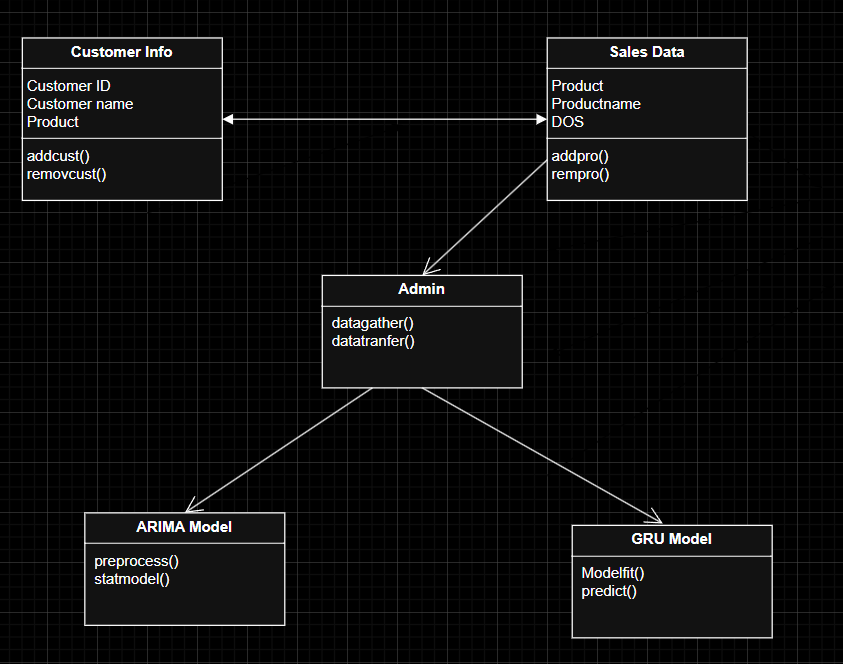 Customer Info
Customer ID
Customer name
Product
addcust()
removcust()
Sales Data
Product
Productname
DOS
addpro()
rempro()
Admin
datagather()
datatranfer()
ARIMA Model
preprocess()
statmodel()
GRU Model
Modelfit()
predict()